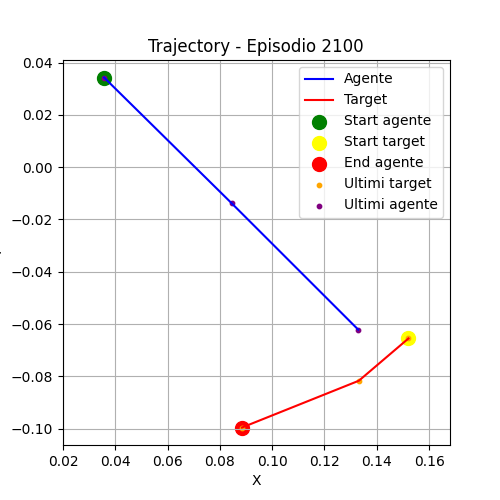 Trajectory - Episodio 2100
0.04
0.02
0.00
−0.02
−0.04
−0.06
−0.08
−0.10
Agente
Target
Start agente
Start target
End agente
Ultimi target
Ultimi agente
0.02 0.04 0.06 0.08 0.10 0.12 0.14 0.16
X